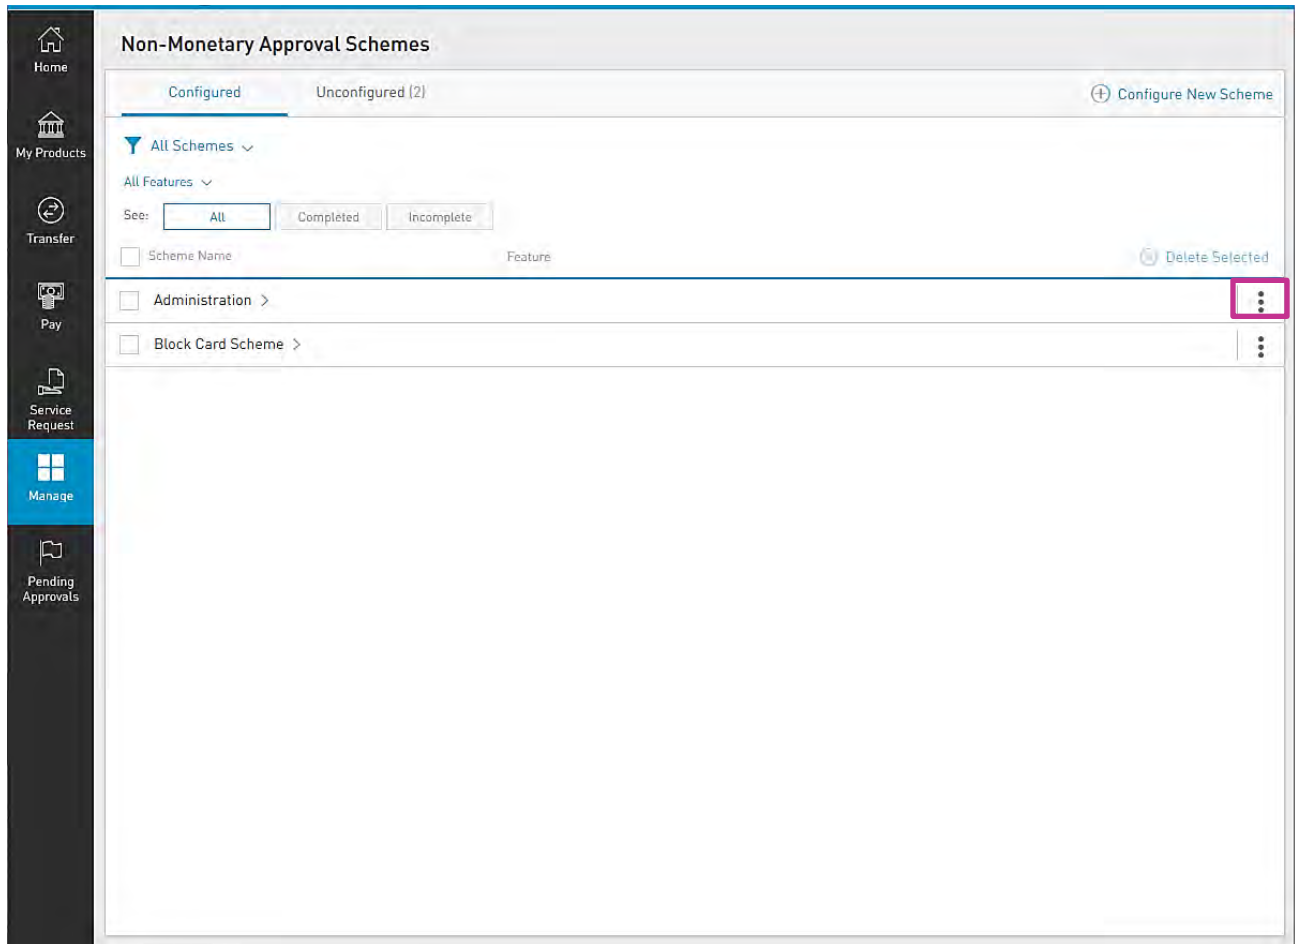 Home
My Products
Transfer
Pay
Service
Request
Manage
Pending
Approvals
Non-Monetary Approval Schemes
Configured Unconfigured (2) Configure New Scheme
All Schemes
All Features
See: All Completed Incomplete
Scheme Name Feature Delete Selected
Administration >
Block Card Scheme >